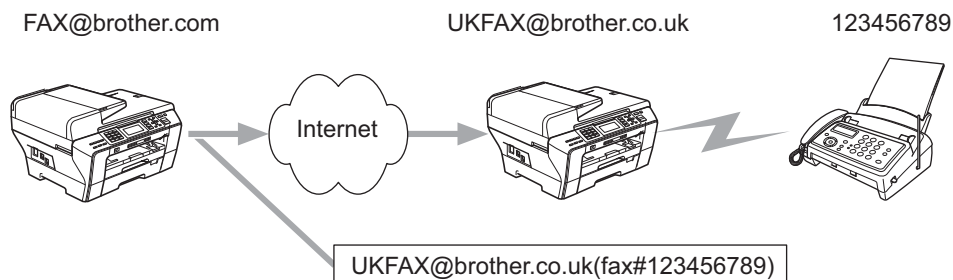 FAX@brother.com
UKFAX@brother.co.uk
123456789
Internet
UKFAX@brother.co.uk(fax#123456789)